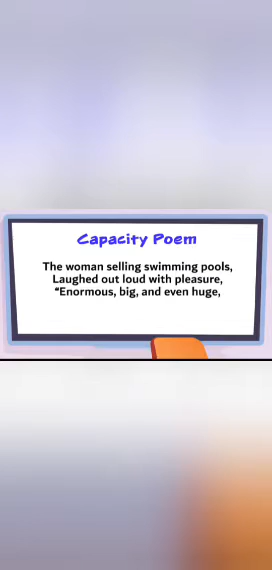 Capacity Poem
The woman selling swimming pools,
Laughed out loud with pleasure,
“Enormous, big, and even huge,